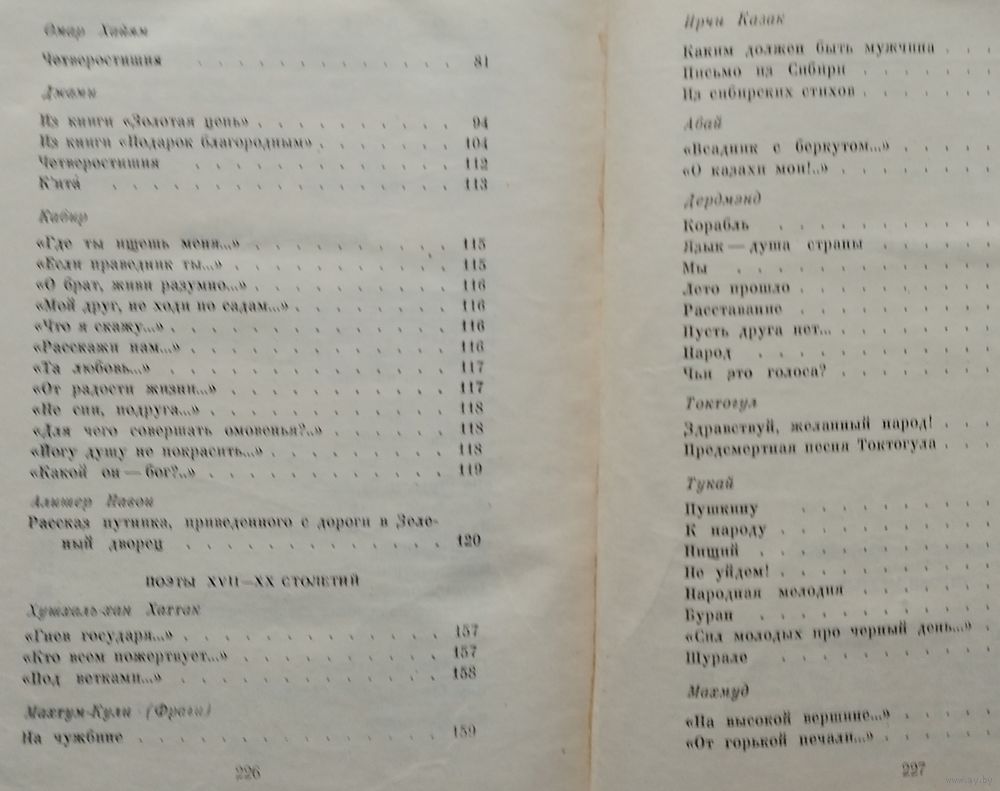 Омар Хайям
Четверостишия . . . . . . . . . . 81
Джами
Из книги «Золотая цепь» . . . . . . . . 94
Из книги «Подарок благородным» . . . . . . 104
Четверостишия . . . . . . . . . . 112
К'ита́ . . . . . . . . . . . . . 113
Кабир
«Где ты ищешь меня...» . . . . . . . . 115
«Если праведник ты...» . . . . . . . . . 115
«О брат, живи разумно...» . . . . . . . . 116
«Мой друг, не ходи по садам...» . . . . . . 116
«Что я скажу...» . . . . . . . . . . . 116
«Расскажи нам...» . . . . . . . . . . 116
«Та любовь...» . . . . . . . . . . . 117
«От радости жизни...» . . . . . . . . . 117
«Не спи, подруга...» . . . . . . . . . . 118
«Для чего совершать омовенья?..» . . . . . 118
«Йогу душу не покрасить...» . . . . . . . 118
«Какой он — бог?..» . . . . . . . . . . 119
Алишер Навои
Рассказ путника, приведенного с дороги в Зеле-
ный дворец . . . . . . . . . . . 120
ПОЭТЫ XVII—XX СТОЛЕТИЙ
Хушхаль-хан Хаттак
«Гнев государя...» . . . . . . . . . . . 157
«Кто всем пожертвует...» . . . . . . . . . 157
«Под ветками...» . . . . . . . . . . . 158
Махтум-Кули (Фраги)
На чужбине . . . . . . . . . . . . 159
226
Ирчи Казак
Каким должен быть мужчина . . .
Письмо из Сибири . . . . . .
Из сибирских стихов . . . . . .
Абай
«Всадник с беркутом...» . . . . .
«О казахи мои!..» . . . . . . .
Дердмэнд
Корабль . . . . . . . . .
Язык — душа страны . . . . .
Мы . . . . . . . . . .
Лето прошло . . . . . . . .
Расставание . . . . . . . .
Пусть друга нет... . . . . . . .
Народ . . . . . . . . . .
Чьи это голоса? . . . . . . .
Токтогул
Здравствуй, желанный народ! . . .
Предсмертная песня Токтогула . . .
Тукай
Пушкину . . . . . . . . .
К народу . . . . . . . . .
Нищий . . . . . . . . . .
Не уйдем! . . . . . . . . .
Народная мелодия . . . . . .
Буран . . . . . . . . . .
«Сил молодых про черный день...» . .
Шурале . . . . . . . . .
Махмуд
«На высокой вершине...» . . . . .
«От горькой печали...» . . . . . .
227
www.ay.by